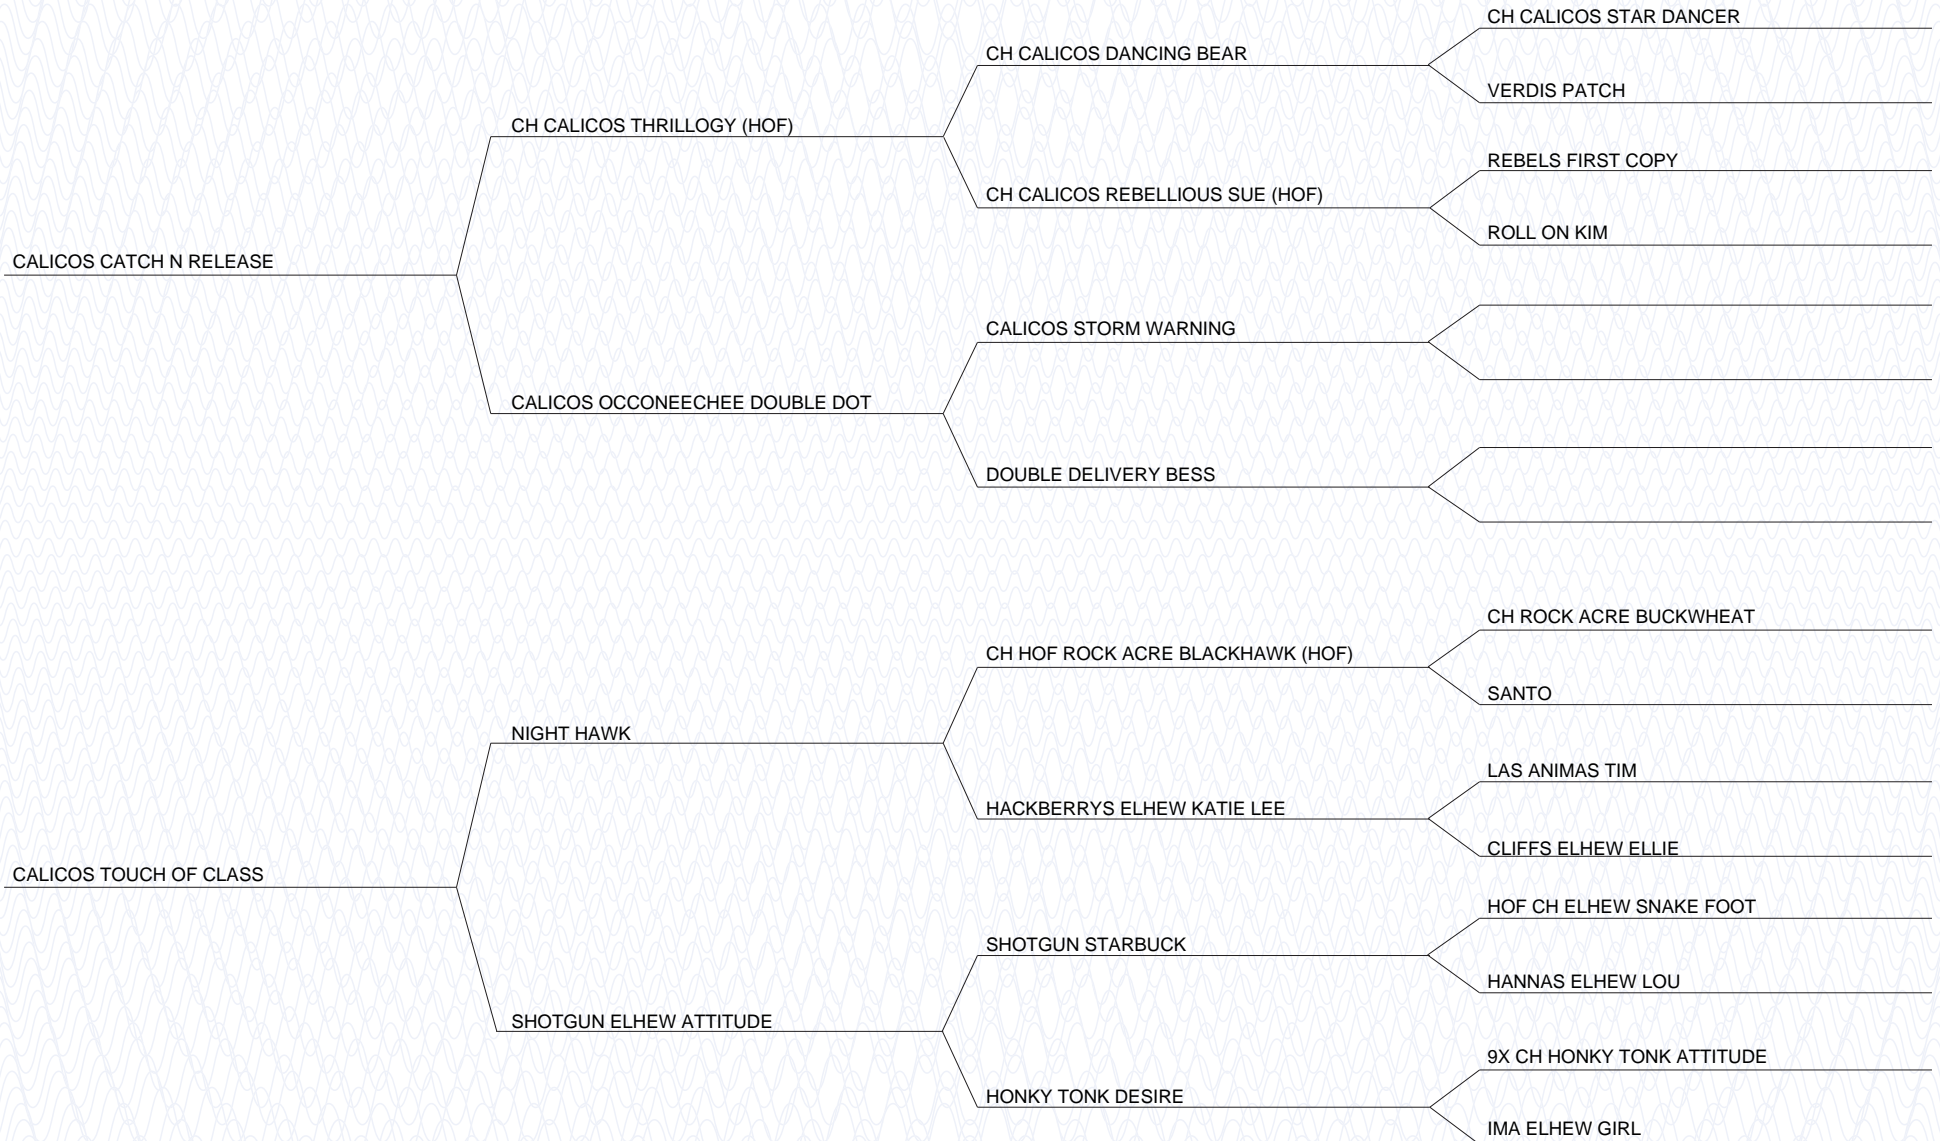 CH CALICOS STAR DANCER
CH CALICOS DANCING BEAR
VERDIS PATCH
CH CALICOS THRILLOGY (HOF)
REBELS FIRST COPY
CH CALICOS REBELLIOUS SUE (HOF)
ROLL ON KIM
CALICOS CATCH N RELEASE
CALICOS STORM WARNING
CALICOS OCCONEECHEE DOUBLE DOT
DOUBLE DELIVERY BESS
CH ROCK ACRE BUCKWHEAT
CH HOF ROCK ACRE BLACKHAWK (HOF)
SANTO
NIGHT HAWK
LAS ANIMAS TIM
HACKBERRYS ELHEW KATIE LEE
CLIFFS ELHEW ELLIE
CALICOS TOUCH OF CLASS
HOF CH ELHEW SNAKE FOOT
SHOTGUN STARBUCK
HANNAS ELHEW LOU
SHOTGUN ELHEW ATTITUDE
9X CH HONKY TONK ATTITUDE
HONKY TONK DESIRE
IMA ELHEW GIRL